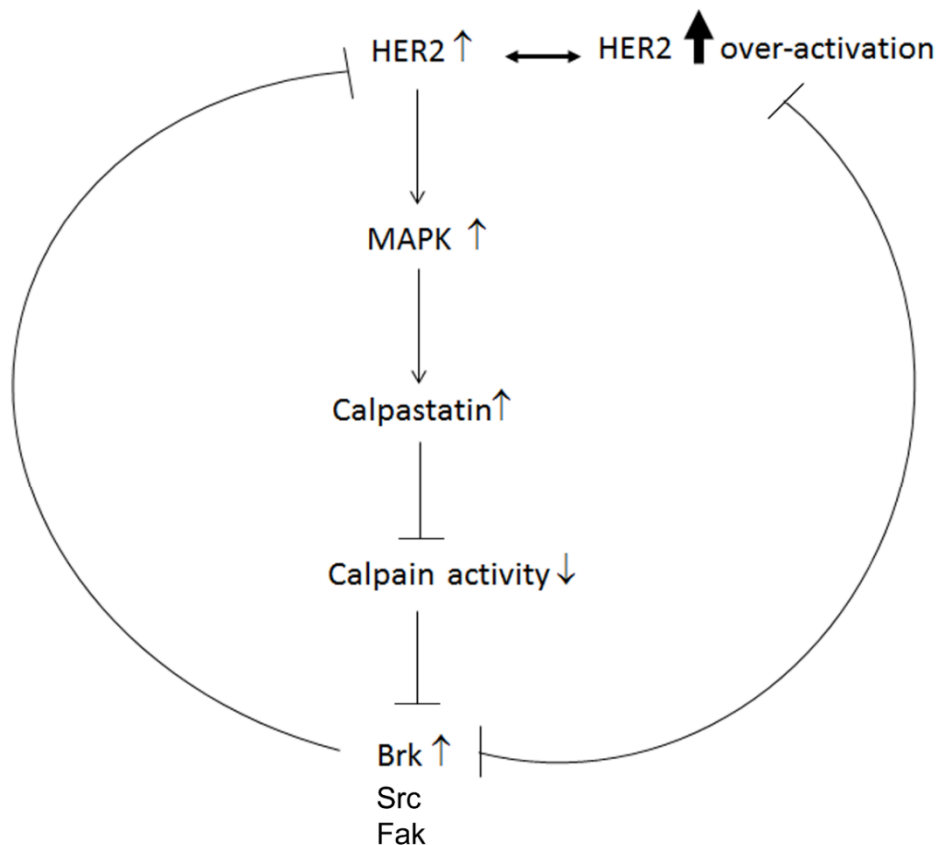 HER2 ↑ ↔ HER2 ↑ over-activation
MAPK ↑
Calpastatin ↑
Calpain activity ↓
Brk ↑
Src
Fak